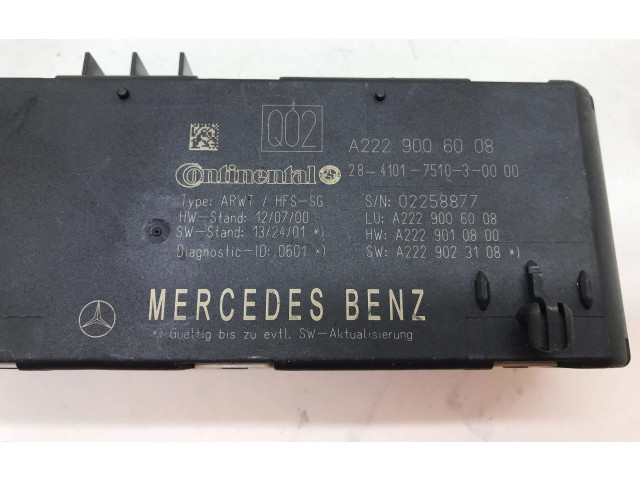 Q02
A222 900 60 08
Continental
28-4101-7510-3-00 00
Type: ARWT / HFS-SG
S/N: 02258877
HW-Stand: 12/07/00
LU: A222 900 60 08
SW-Stand: 13/24/01 *)
HW: A222 901 08 00
Diagnostic-ID: 0601 *)
SW: A222 902 31 08 *)
MERCEDES BENZ
*) Gueltig bis zu evtl. SW-Aktualisierung